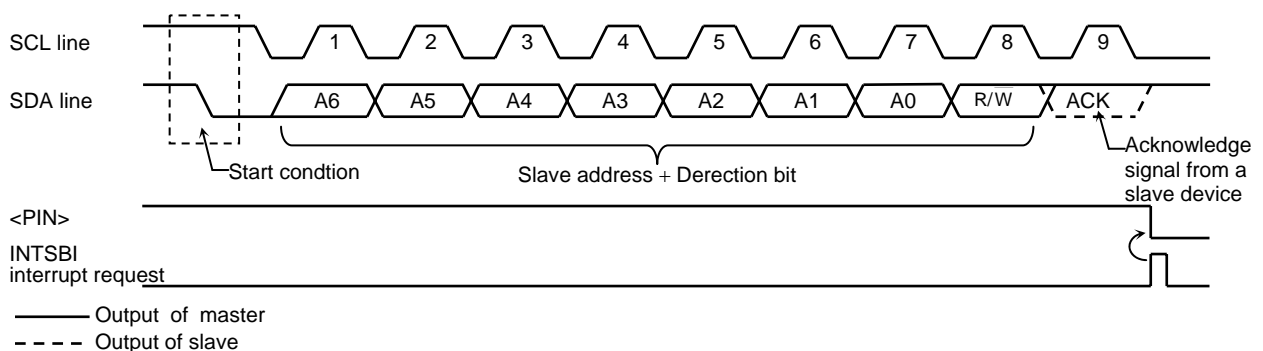 SCL line 1 2 3 4 5 6 7 8 9
SDA line A6 A5 A4 A3 A2 A1 A0 R/W̅ ACK
Start condtion
Slave address + Derection bit
Acknowledge
signal from a
slave device
<PIN>
INTSBI
interrupt request
Output of master
Output of slave